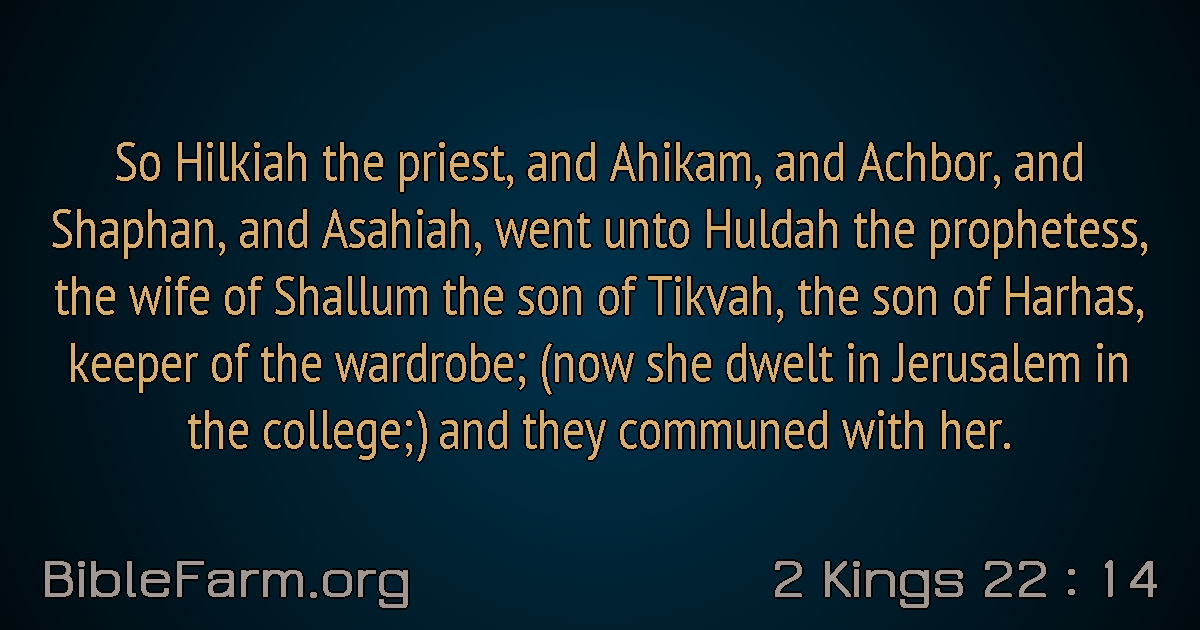 So Hilkiah the priest, and Ahikam, and Achbor, and
Shaphan, and Asahiah, went unto Huldah the prophetess,
the wife of Shallum the son of Tikvah, the son of Harhas,
keeper of the wardrobe; (now she dwelt in Jerusalem in
the college;) and they communed with her.
BibleFarm.org
2 Kings 22 : 14